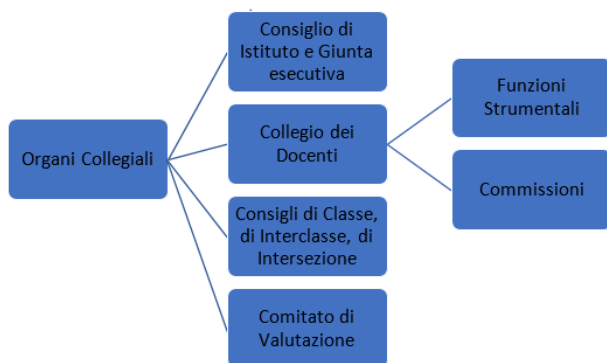 Organi Collegiali
Consiglio di
Istituto e Giunta
esecutiva
Collegio dei
Docenti
Consigli di Classe,
di Interclasse, di
Intersezione
Comitato di
Valutazione
Funzioni
Strumentali
Commissioni